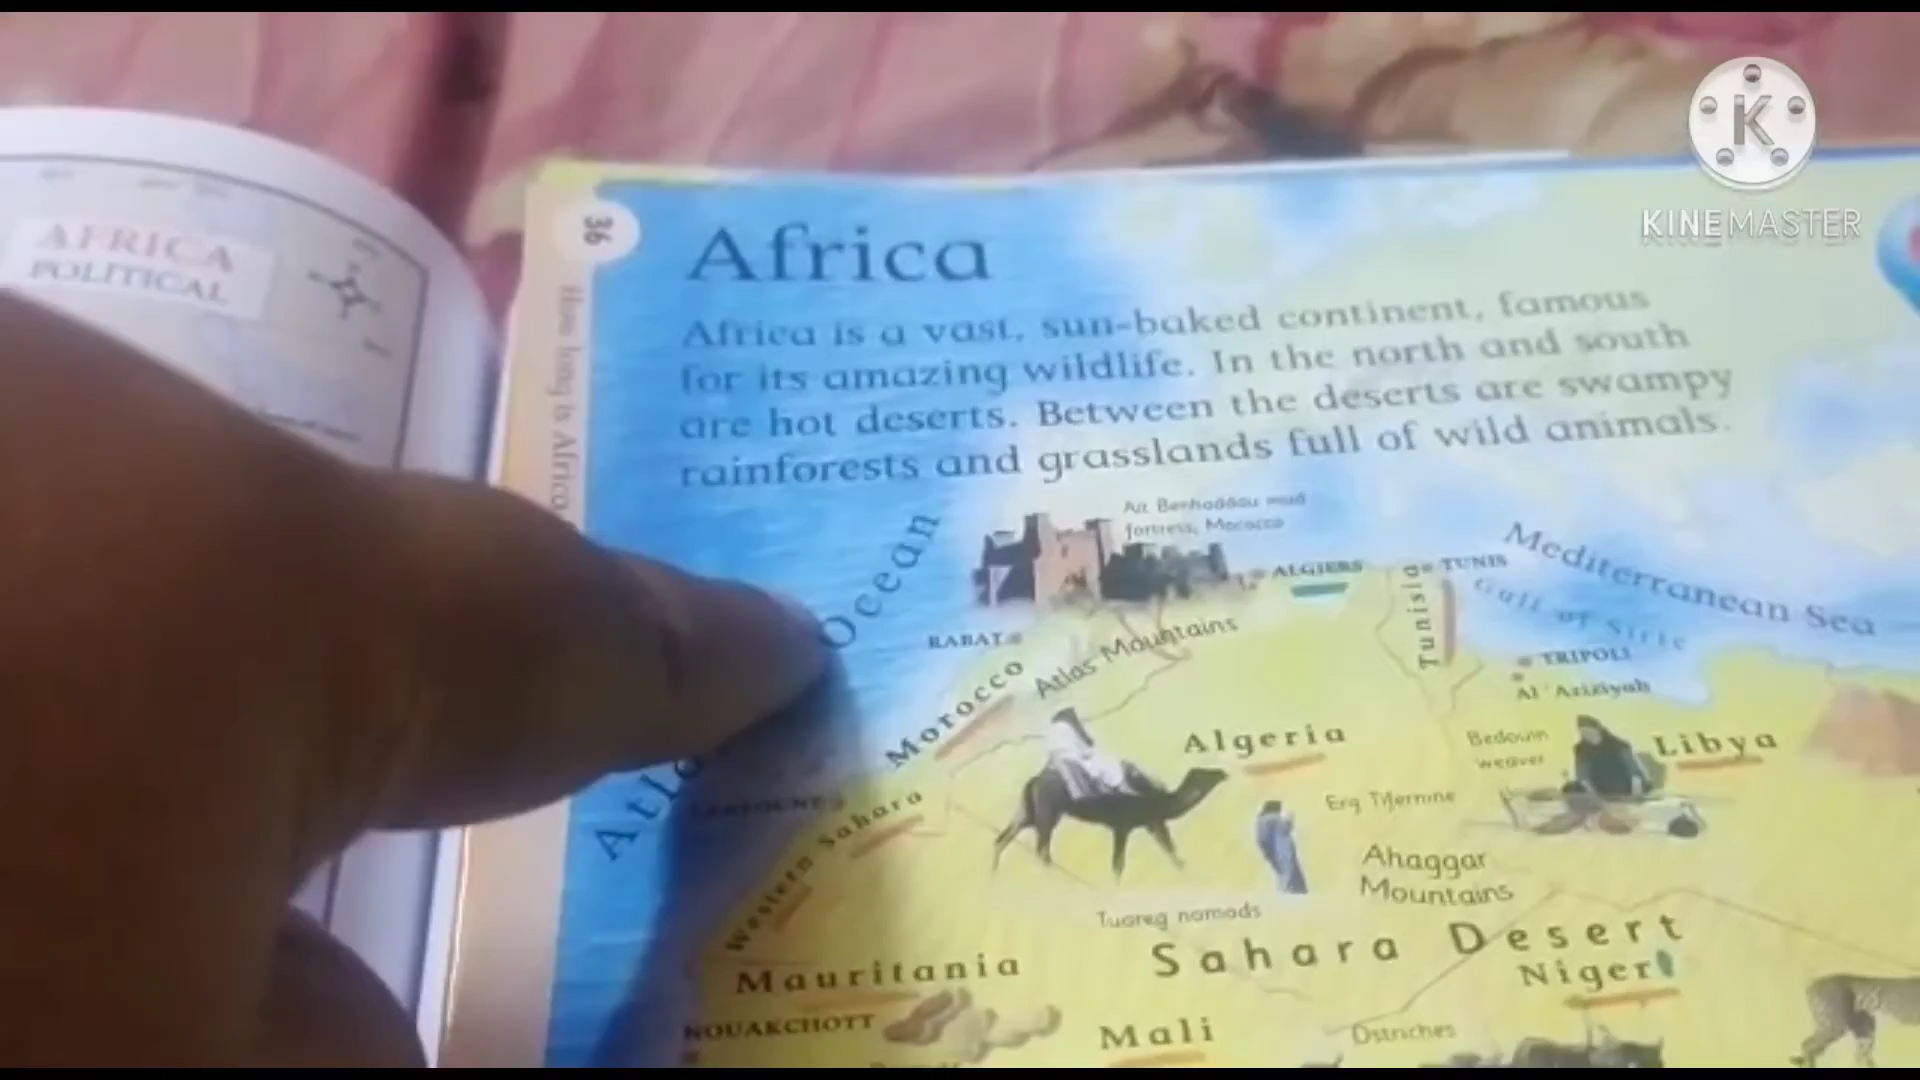 KINEMASTER
AFRICA
POLITICAL
36
How long is Africa
Africa
Africa is a vast, sun-baked continent, famous
for its amazing wildlife. In the north and south
are hot deserts. Between the deserts are swampy
rainforests and grasslands full of wild animals.
Ocean
Ait Benhaddou mud
fortress, Morocco
ALGIERS
TUNIS
Tunisia
Mediterranean Sea
Gulf of Sirte
RABAT
Atlas Mountains
TRIPOLI
Al 'Aziziyah
Morocco
Algeria
Bedouin
weaver
Libya
Erg Tifernine
Western Sahara
Ahaggar
Mountains
Tuareg nomads
Sahara Desert
Mauritania
Niger
NOUAKCHOTT
Mali
Ostriches